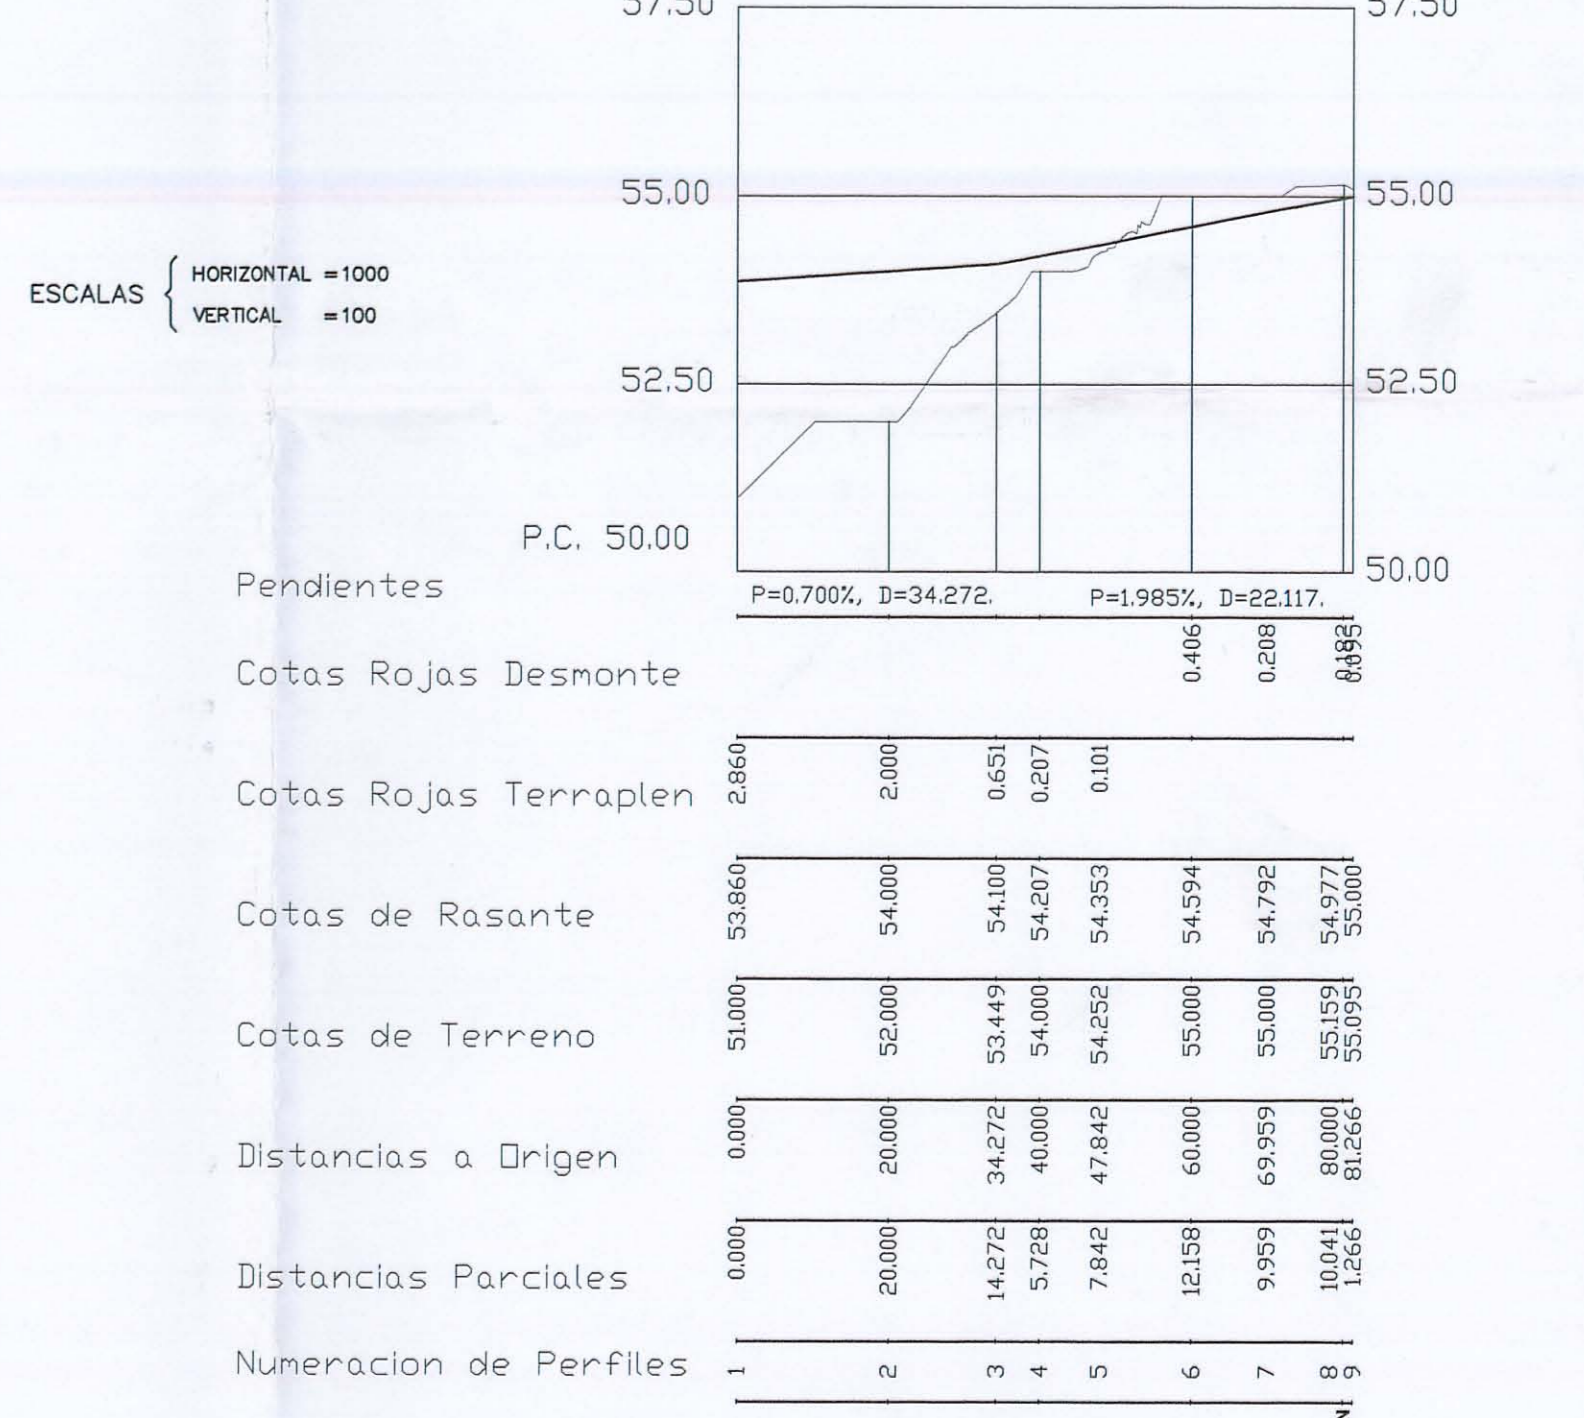 57.50 57.50
55.00 55.00
ESCALAS
HORIZONTAL =1000
VERTICAL =100
52.50 52.50
P.C. 50.00
50.00
Pendientes P=0.700%, D=34.272. P=1.985%, D=22.117.
Cotas Rojas Desmonte 0.406 0.208 0.182 0.095
Cotas Rojas Terraplen 2.860 2.000 0.651 0.207 0.101
Cotas de Rasante 53.860 54.000 54.100 54.207 54.353 54.594 54.792 54.977 55.000
Cotas de Terreno 51.000 52.000 53.449 54.000 54.252 55.000 55.000 55.159 55.095
Distancias a Origen 0.000 20.000 34.272 40.000 47.842 60.000 69.959 80.000 81.266
Distancias Parciales 0.000 20.000 14.272 5.728 7.842 12.158 9.959 10.041 1.266
Numeracion de Perfiles 1 2 3 4 5 6 7 8 9